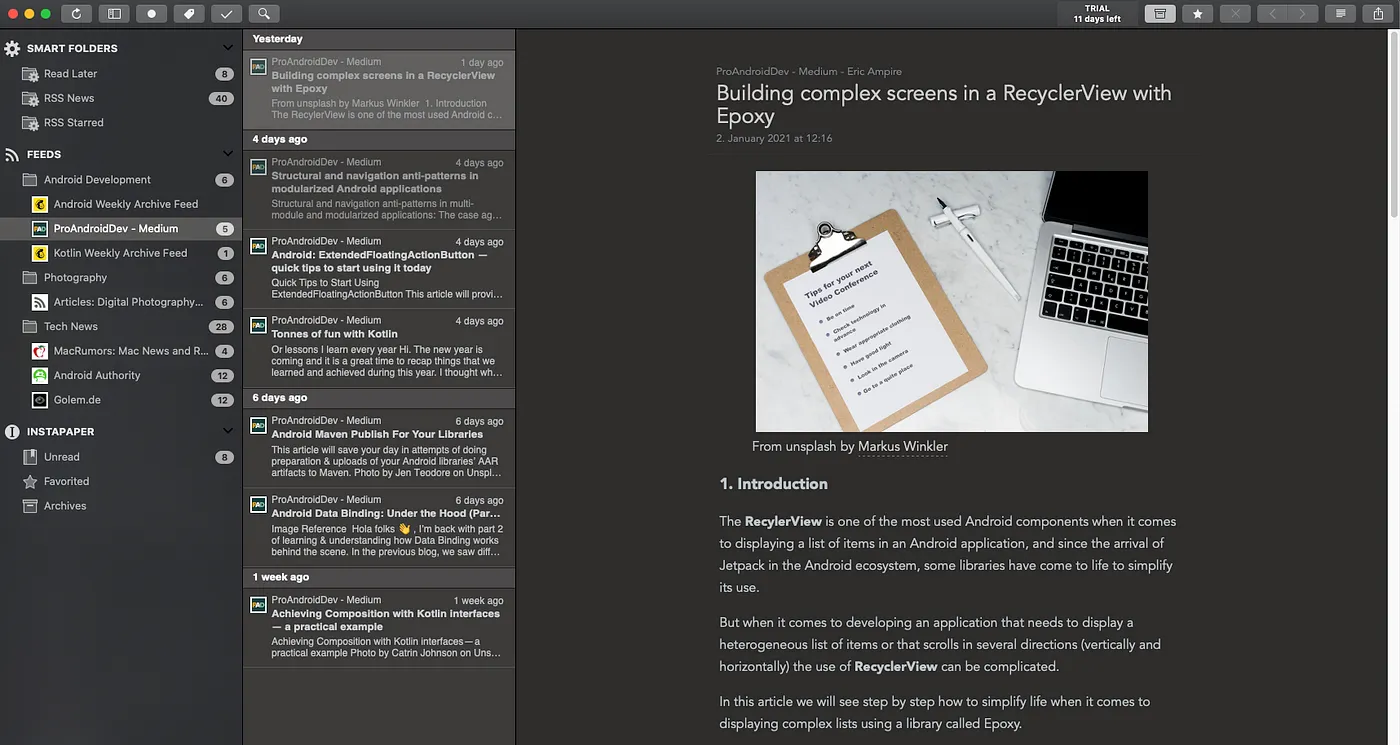 TRIAL
11 days left
SMART FOLDERS
Read Later 8
RSS News 40
RSS Starred
FEEDS
Android Development 6
Android Weekly Archive Feed
ProAndroidDev - Medium 5
Kotlin Weekly Archive Feed 1
Photography 6
Articles: Digital Photography... 6
Tech News 28
MacRumors: Mac News and R... 4
Android Authority 12
Golem.de 12
INSTAPAPER
Unread 8
Favorited
Archives
Yesterday
ProAndroidDev - Medium 1 day ago
Building complex screens in a RecyclerView
with Epoxy
From unsplash by Markus Winkler 1. Introduction
The RecylerView is one of the most used Android c...
4 days ago
ProAndroidDev - Medium 4 days ago
Structural and navigation anti-patterns in
modularized Android applications
Structural and navigation anti-patterns in multi-
module and modularized applications: The case ag...
ProAndroidDev - Medium 4 days ago
Android: ExtendedFloatingActionButton —
quick tips to start using it today
Quick Tips to Start Using
ExtendedFloatingActionButton This article will provi...
ProAndroidDev - Medium 4 days ago
Tonnes of fun with Kotlin
Or lessons I learn every year Hi. The new year is
coming and it is a great time to recap things that we
learned and achieved during this year. I thought wh...
6 days ago
ProAndroidDev - Medium 6 days ago
Android Maven Publish For Your Libraries
This article will save your day in attempts of doing
preparation & uploads of your Android libraries' AAR
artifacts to Maven. Photo by Jen Teodore on Unspl...
ProAndroidDev - Medium 6 days ago
Android Data Binding: Under the Hood (Par...
Image Reference Hola folks 👋 , I'm back with part 2
of learning & understanding how Data Binding works
behind the scene. In the previous blog, we saw diff...
1 week ago
ProAndroidDev - Medium 1 week ago
Achieving Composition with Kotlin interfaces
— a practical example
Achieving Composition with Kotlin interfaces — a
practical example Photo by Catrin Johnson on Uns...
ProAndroidDev - Medium - Eric Ampire
Building complex screens in a RecyclerView with
Epoxy
2. January 2021 at 12:16
Tips for your next
Video Conference
Be on time
Check technology in
advance
Wear appropriate clothing
Have good light
Look in the camera
Go to a quite place
From unsplash by Markus Winkler
1. Introduction
The RecylerView is one of the most used Android components when it comes
to displaying a list of items in an Android application, and since the arrival of
Jetpack in the Android ecosystem, some libraries have come to life to simplify
its use.
But when it comes to developing an application that needs to display a
heterogeneous list of items or that scrolls in several directions (vertically and
horizontally) the use of RecyclerView can be complicated.
In this article we will see step by step how to simplify life when it comes to
displaying complex lists using a library called Epoxy.